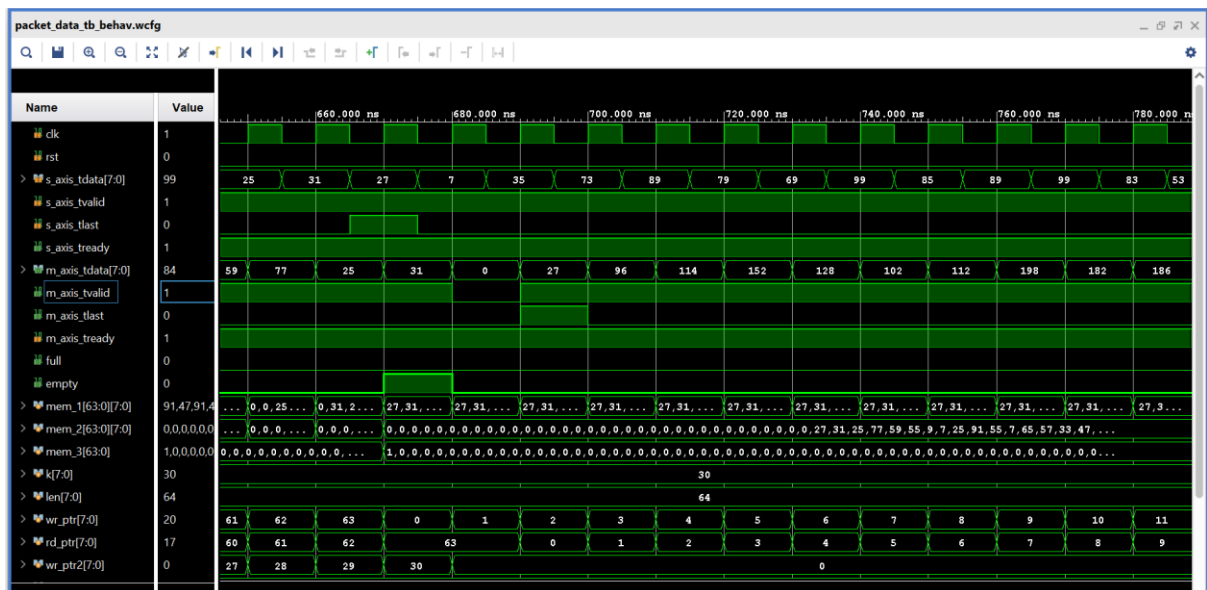 packet_data_tb_behav.wcfg
Name Value
660.000 ns 680.000 ns 700.000 ns 720.000 ns 740.000 ns 760.000 ns 780.000 n
clk 1
rst 0
s_axis_tdata[7:0] 99 25 31 27 7 35 73 89 79 69 99 85 89 99 83 53
s_axis_tvalid 1
s_axis_tlast 0
s_axis_tready 1
m_axis_tdata[7:0] 84 59 77 25 31 0 27 96 114 152 128 102 112 198 182 186
m_axis_tvalid 1
m_axis_tlast 0
m_axis_tready 1
full 0
empty 0
mem_1[63:0][7:0] 91,47,91,4 ... 0,0,25... 0,31,2... 27,31,... 27,31,... 27,31,... 27,31,... 27,31,... 27,31,... 27,31,... 27,31,... 27,31,... 27,31,... 27,31,... 27,3...
mem_2[63:0][7:0] 0,0,0,0,0,0 ... 0,0,0,... 0,0,0,... 0,0,0,0,0,0,0,0,0,0,0,0,0,0,0,0,0,0,0,0,0,0,0,0,0,0,0,0,0,0,0,0,0,27,31,25,77,59,55,9,7,25,91,55,7,65,57,33,47,...
mem_3[63:0] 1,0,0,0,0,0 0,0,0,0,0,0,0,0,0,0,... 1,0,0,0,0,0,0,0,0,0,0,0,0,0,0,0,0,0,0,0,0,0,0,0,0,0,0,0,0,0,0,0,0,0,0,0,0,0,0,0,0,0,0,0,0,0,0,0,0,0,0,0,0,0,0,0...
k[7:0] 30 30
len[7:0] 64 64
wr_ptr[7:0] 20 61 62 63 0 1 2 3 4 5 6 7 8 9 10 11
rd_ptr[7:0] 17 60 61 62 63 0 1 2 3 4 5 6 7 8 9
wr_ptr2[7:0] 0 27 28 29 30 0